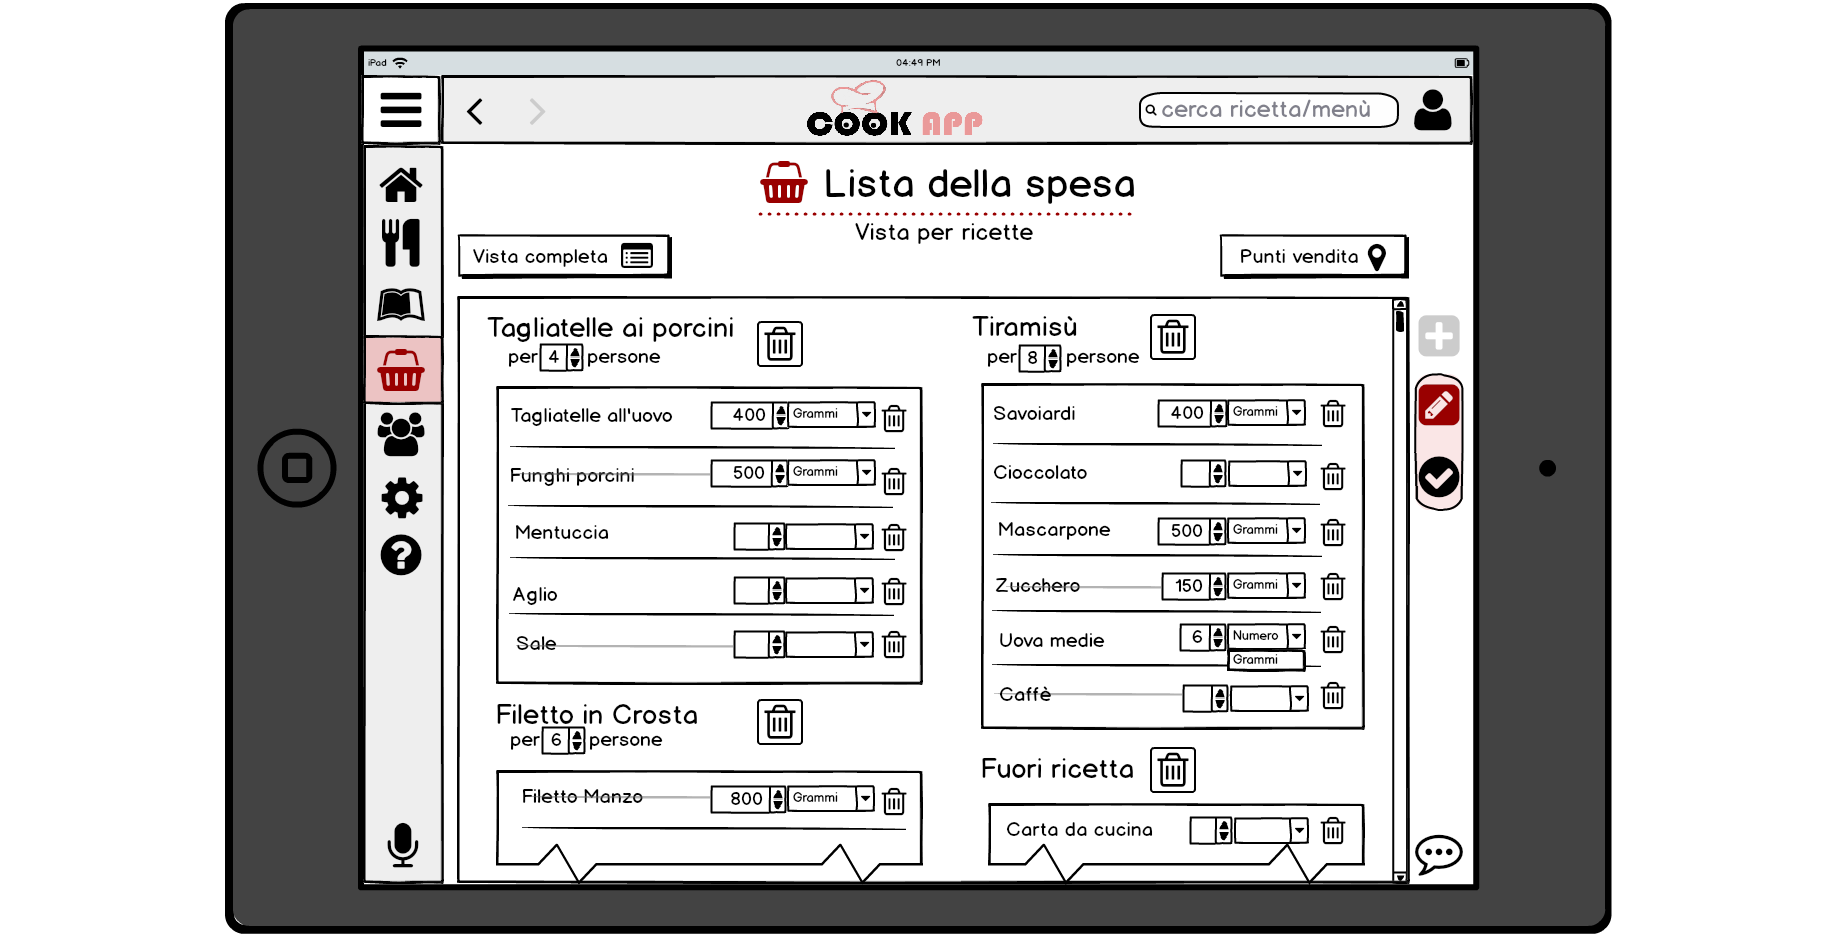 iPad
04:49 PM
COOK APP
cerca ricetta/menù
Lista della spesa
Vista per ricette
Vista completa
Punti vendita
Tagliatelle ai porcini
per 4 persone
Tagliatelle all'uovo 400 Grammi
Funghi porcini 500 Grammi
Mentuccia
Aglio
Sale
Filetto in Crosta
per 6 persone
Filetto Manzo 800 Grammi
Tiramisù
per 8 persone
Savoiardi 400 Grammi
Cioccolato
Mascarpone 500 Grammi
Zucchero 150 Grammi
Uova medie 6 Numero
Grammi
Caffè
Fuori ricetta
Carta da cucina